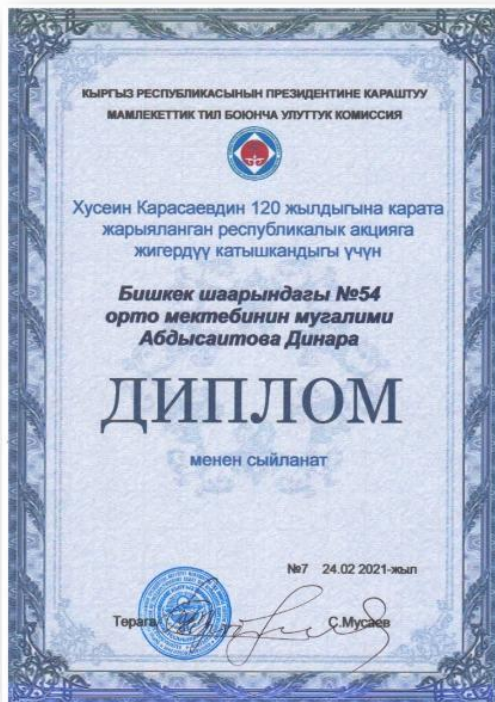 КЫРГЫЗ РЕСПУБЛИКАСЫНЫН ПРЕЗИДЕНТИНЕ КАРАШТУУ
МАМЛЕКЕТТИК ТИЛ БОЮНЧА УЛУТТУК КОМИССИЯ
Хусеин Карасаевдин 120 жылдыгына карата
жарыяланган республикалык акцияга
жигердүү катышкандыгы үчүн
Бишкек шаарындагы №54
орто мектебинин мугалими
Абдысаитова Динара
ДИПЛОМ
менен сыйланат
№7 24.02 2021-жыл
Төрага С.Мусаев